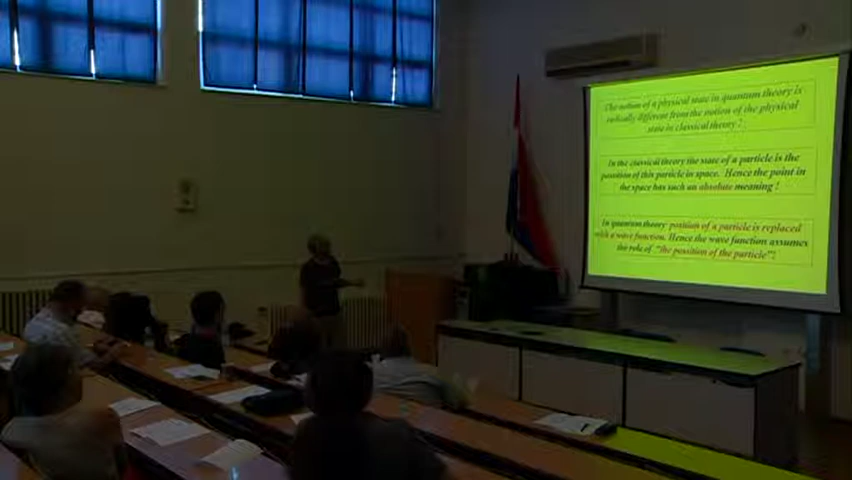 The notion of a physical state in quantum theory is
radically different from the notion of the physical
state in classical theory !
In the classical theory the state of a particle is the
possition of this particle in space. Hence the point in
the space has such an absolute meaning !
In quantum theory position of a particle is replaced
with a wave function. Hence the wave function assumes
the role of "the possition of the particle"!